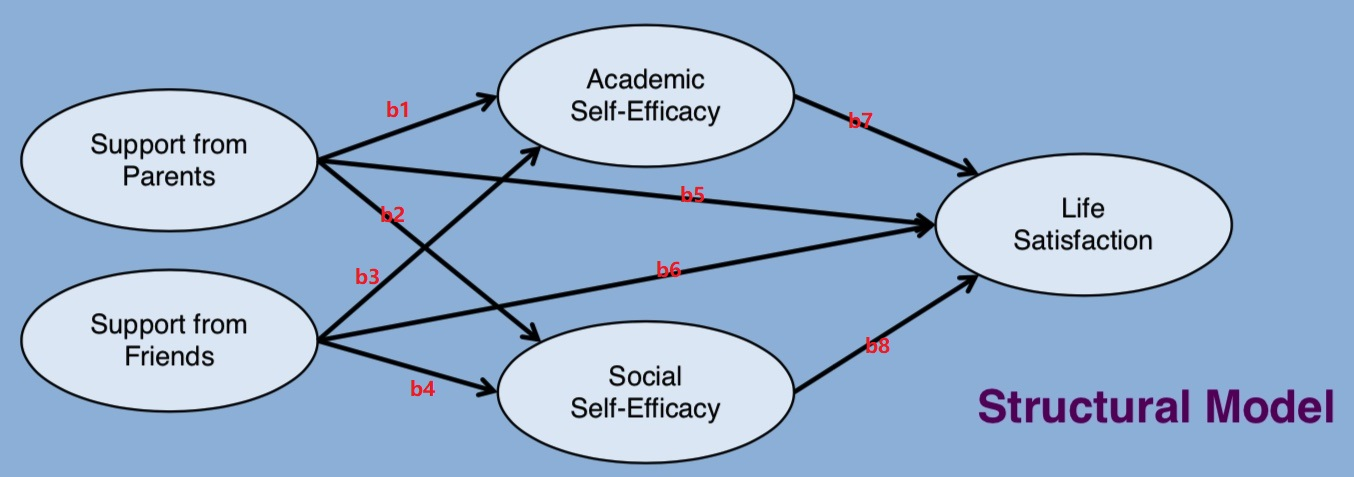 Academic
Self-Efficacy
b1
b7
Support from
Parents
b5
b2
Life
Satisfaction
b3
b6
Support from
Friends
b8
b4
Social
Self-Efficacy
Structural Model